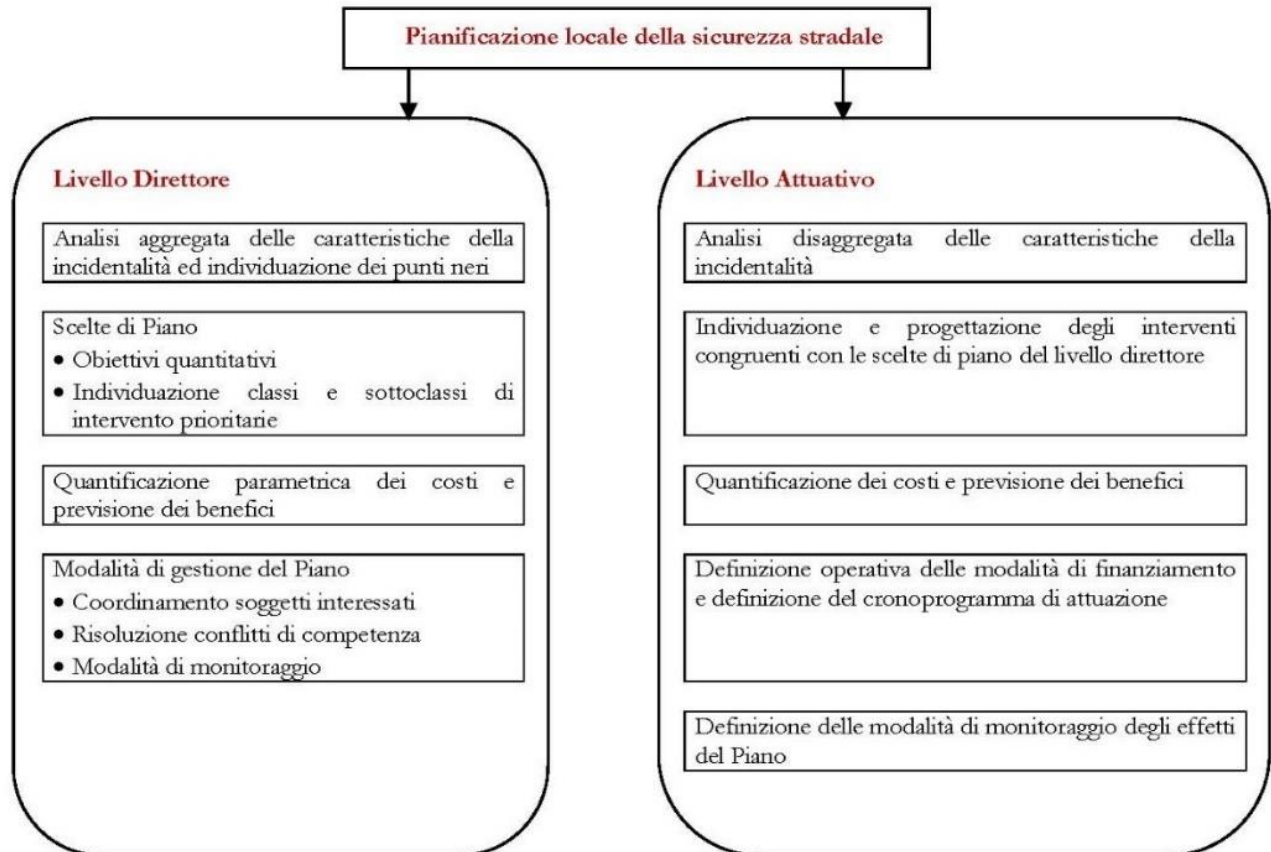 Pianificazione locale della sicurezza stradale
Livello Direttore
Analisi aggregata delle caratteristiche della
incidentalità ed individuazione dei punti neri
Scelte di Piano
• Obiettivi quantitativi
• Individuazione classi e sottoclassi di
intervento prioritarie
Quantificazione parametrica dei costi e
previsione dei benefici
Modalità di gestione del Piano
• Coordinamento soggetti interessati
• Risoluzione conflitti di competenza
• Modalità di monitoraggio
Livello Attuativo
Analisi disaggregata delle caratteristiche della
incidentalità
Individuazione e progettazione degli interventi
congruenti con le scelte di piano del livello direttore
Quantificazione dei costi e previsione dei benefici
Definizione operativa delle modalità di finanziamento
e definizione del cronoprogramma di attuazione
Definizione delle modalità di monitoraggio degli effetti
del Piano